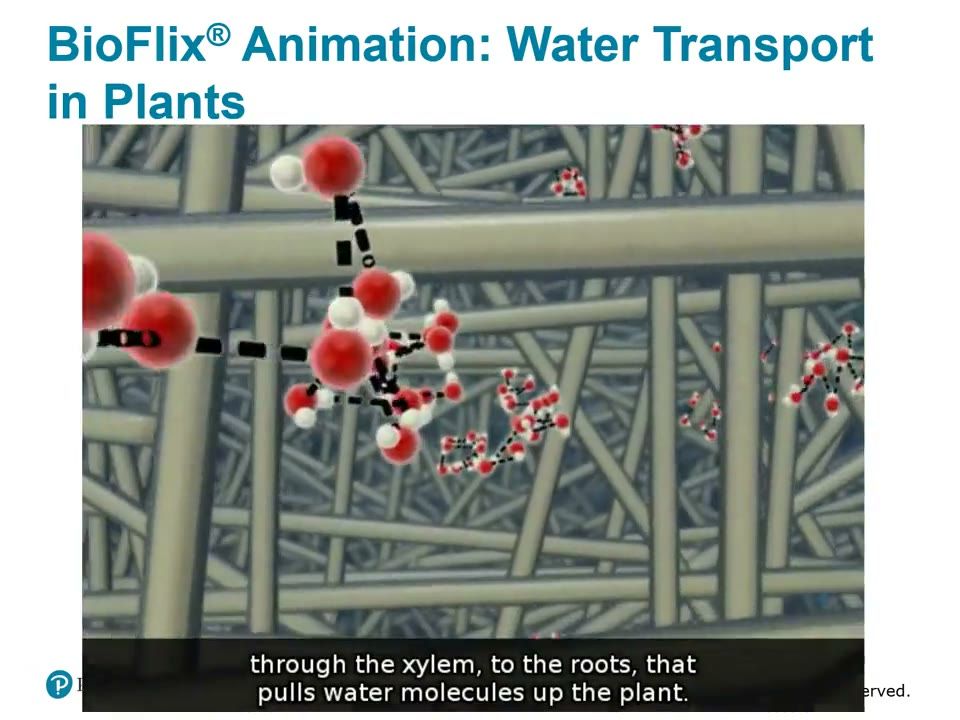 BioFlix® Animation: Water Transport
in Plants
through the xylem, to the roots, that
pulls water molecules up the plant.